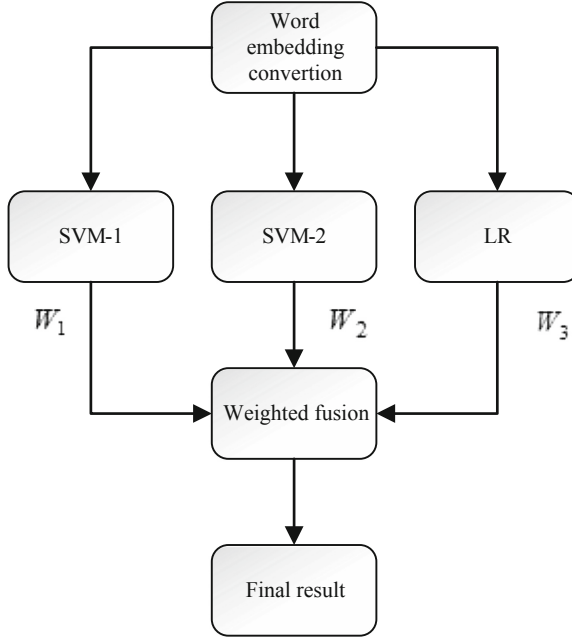 Word
embedding
convertion
SVM-1
SVM-2
LR
W1
W2
W3
Weighted fusion
Final result